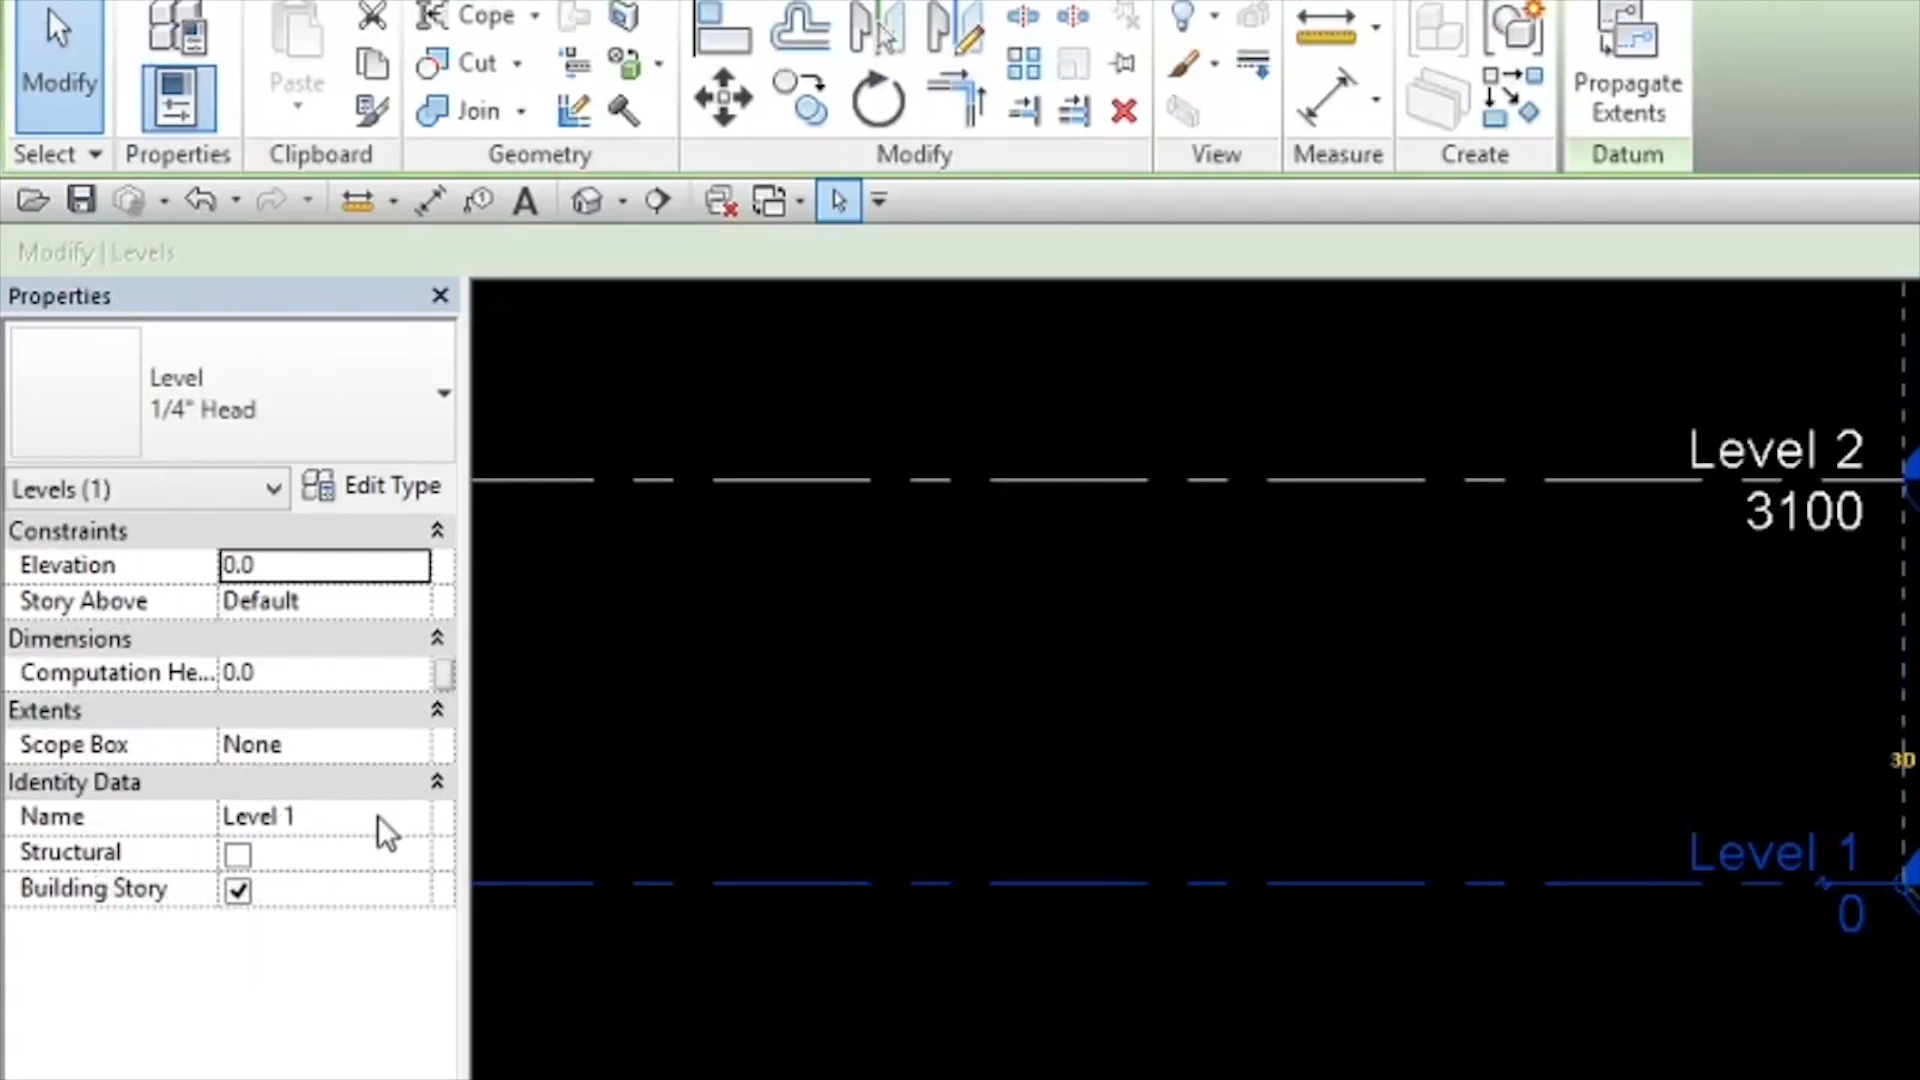 Modify
Paste
Cope
Cut
Join
Propagate
Extents
Select
Properties
Clipboard
Geometry
Modify
View
Measure
Create
Datum
A
Modify | Levels
Properties
Level
1/4" Head
Levels (1)
Edit Type
Constraints
Elevation 0.0
Story Above Default
Dimensions
Computation He... 0.0
Extents
Scope Box None
Identity Data
Name Level 1
Structural
Building Story
Level 2
3100
3D
Level 1
0